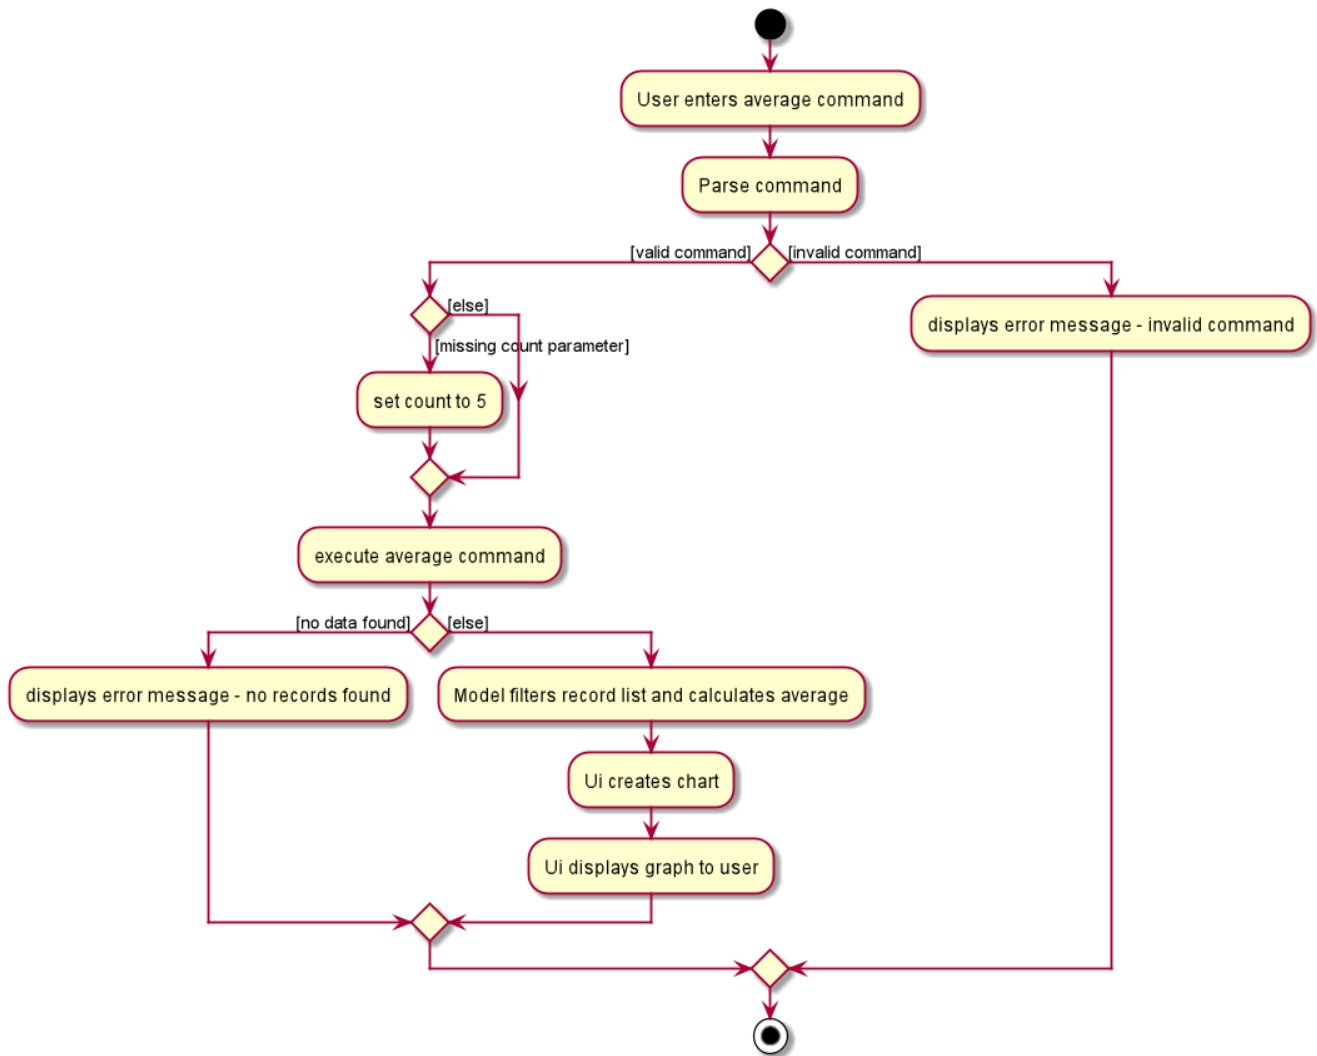 User enters average command
Parse command
[valid command]
[invalid command]
[else]
displays error message - invalid command
[missing count parameter]
set count to 5
execute average command
[no data found]
[else]
displays error message - no records found
Model filters record list and calculates average
Ui creates chart
Ui displays graph to user